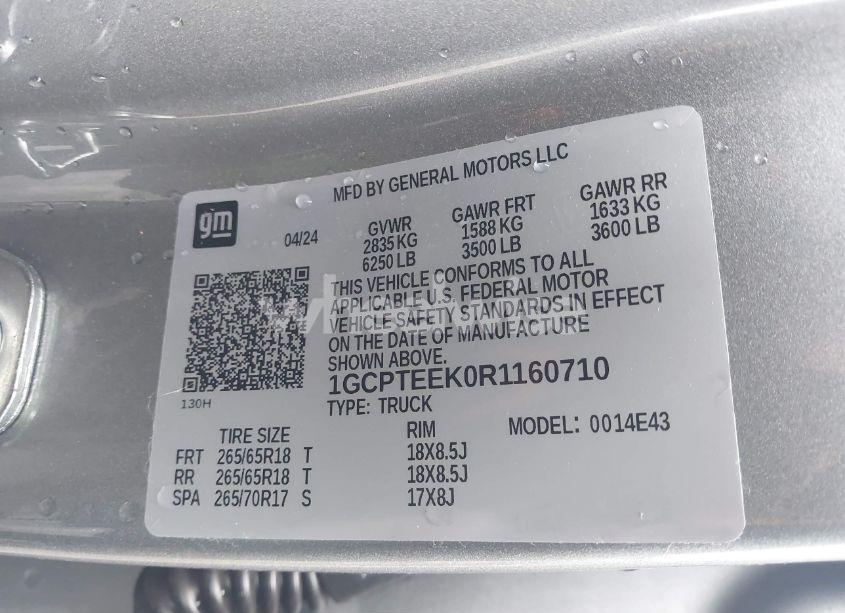 MFD BY GENERAL MOTORS LLC
gm
04/24
GVWR GAWR FRT GAWR RR
2835 KG 1588 KG 1633 KG
6250 LB 3500 LB 3600 LB
THIS VEHICLE CONFORMS TO ALL
APPLICABLE U.S. FEDERAL MOTOR
VEHICLE SAFETY STANDARDS IN EFFECT
ON THE DATE OF MANUFACTURE
SHOWN ABOVE.
1GCPTEEK0R1160710
130H
TYPE: TRUCK
MODEL: 0014E43
TIRE SIZE RIM
FRT 265/65R18 T 18X8.5J
RR 265/65R18 T 18X8.5J
SPA 265/70R17 S 17X8J